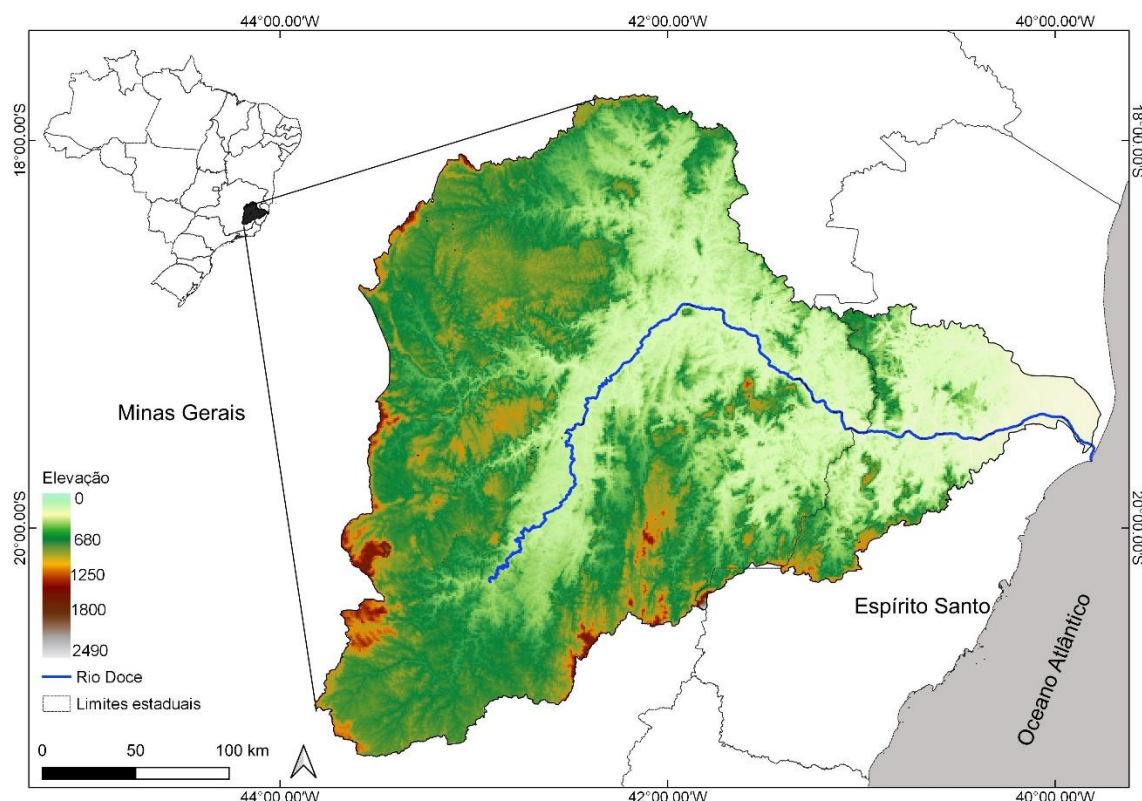 44°00.00'W
42°00.00'W
40°00.00'W
18°00.00'S
18°00.00'S
Minas Gerais
Elevação
0
680
1250
1800
2490
Rio Doce
Limites estaduais
0 50 100 km
20°00.00'S
20°00.00'S
Espírito Santo
Oceano Atlântico
44°00.00'W
42°00.00'W
40°00.00'W